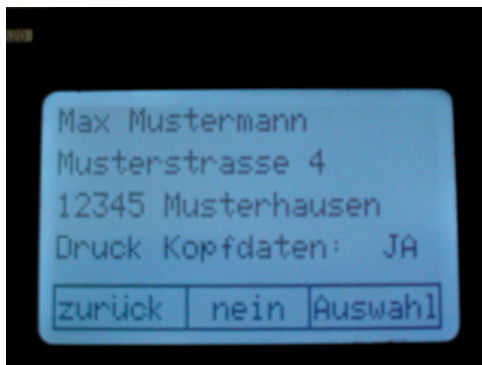 Max Mustermann
Musterstrasse 4
12345 Musterhausen
Druck Kopfdaten: JA
zurück nein Auswahl